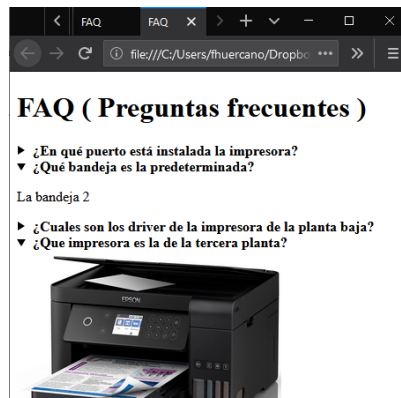 FAQ
FAQ
file:///C:/Users/fhuercano/Dropbo
FAQ ( Preguntas frecuentes )
¿En qué puerto está instalada la impresora?
¿Qué bandeja es la predeterminada?
La bandeja 2
¿Cuales son los driver de la impresora de la planta baja?
¿Que impresora es la de la tercera planta?
EPSON